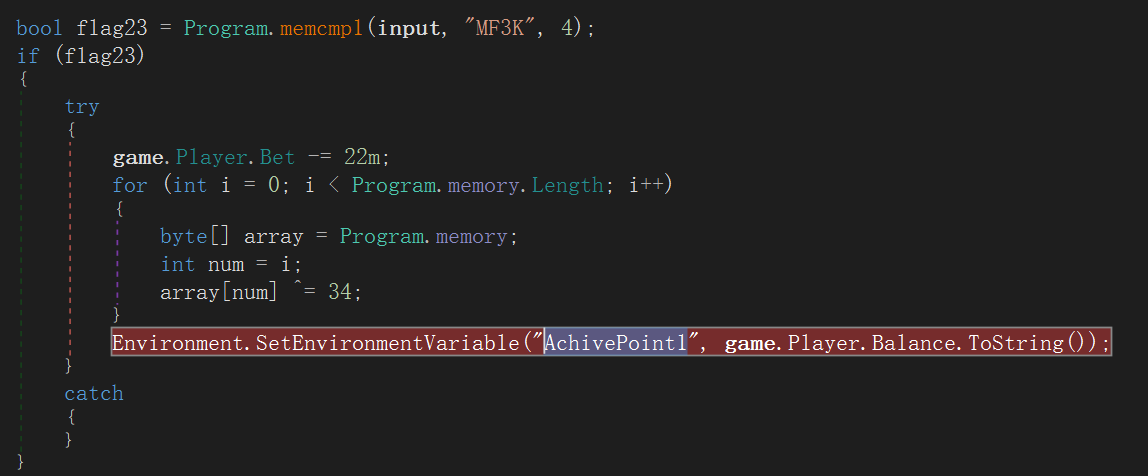 bool flag23 = Program.memcmpl(input, "MF3K", 4);
if (flag23)
{
try
{
game.Player.Bet -= 22m;
for (int i = 0; i < Program.memory.Length; i++)
{
byte[] array = Program.memory;
int num = i;
array[num] ^= 34;
}
Environment.SetEnvironmentVariable("AchivePoint1", game.Player.Balance.ToString());
}
catch
{
}
}